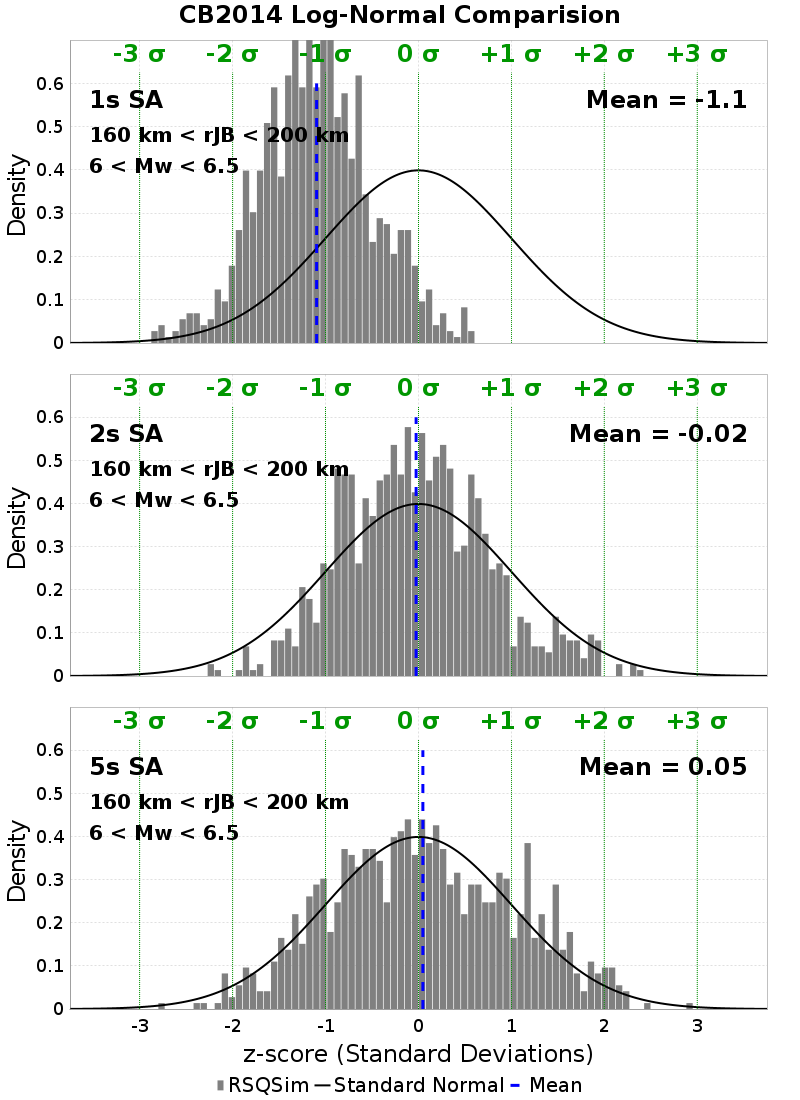 CB2014 Log-Normal Comparision
-3 σ -2 σ -1 σ 0 σ +1 σ +2 σ +3 σ
0.6
1s SA Mean = -1.1
0.5
160 km < rJB < 200 km
6 < Mw < 6.5
0.4
Density
0.3
0.2
0.1
0
-3 σ -2 σ -1 σ 0 σ +1 σ +2 σ +3 σ
0.6
2s SA Mean = -0.02
0.5
160 km < rJB < 200 km
6 < Mw < 6.5
0.4
Density
0.3
0.2
0.1
0
-3 σ -2 σ -1 σ 0 σ +1 σ +2 σ +3 σ
0.6
5s SA Mean = 0.05
0.5
160 km < rJB < 200 km
6 < Mw < 6.5
0.4
Density
0.3
0.2
0.1
0
-3 -2 -1 0 1 2 3
z-score (Standard Deviations)
RSQSim Standard Normal Mean